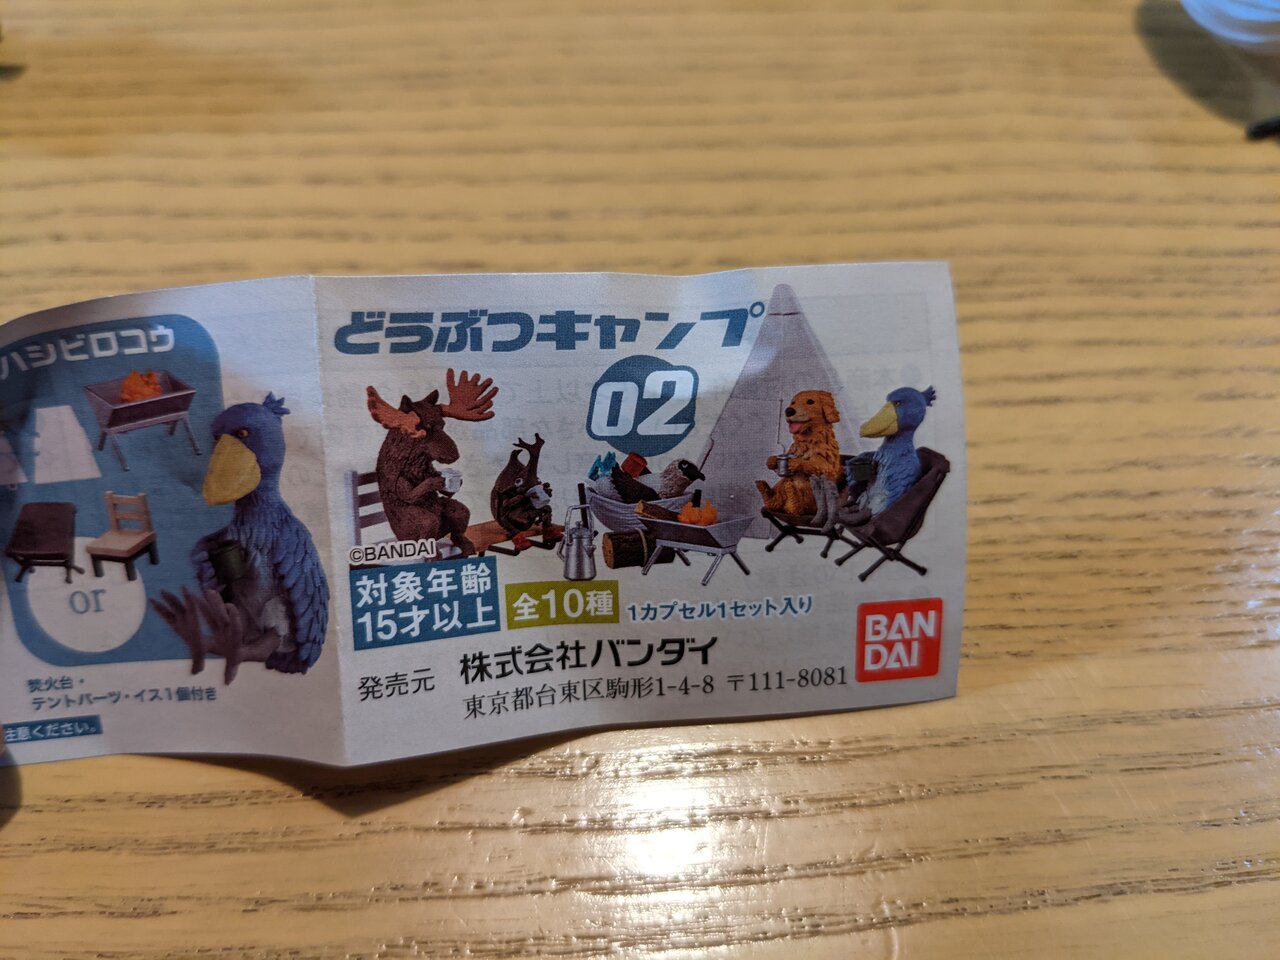 ハシビロコウ
10
焚火台・
テントパーツ・イス1個付き
注意ください。
どうぶつキャンプ
02
©BANDAI
対象年齢
15才以上
全10種
1カプセル1セット入り
BAN
DAI
発売元 株式会社バンダイ
東京都台東区駒形1-4-8 〒111-8081